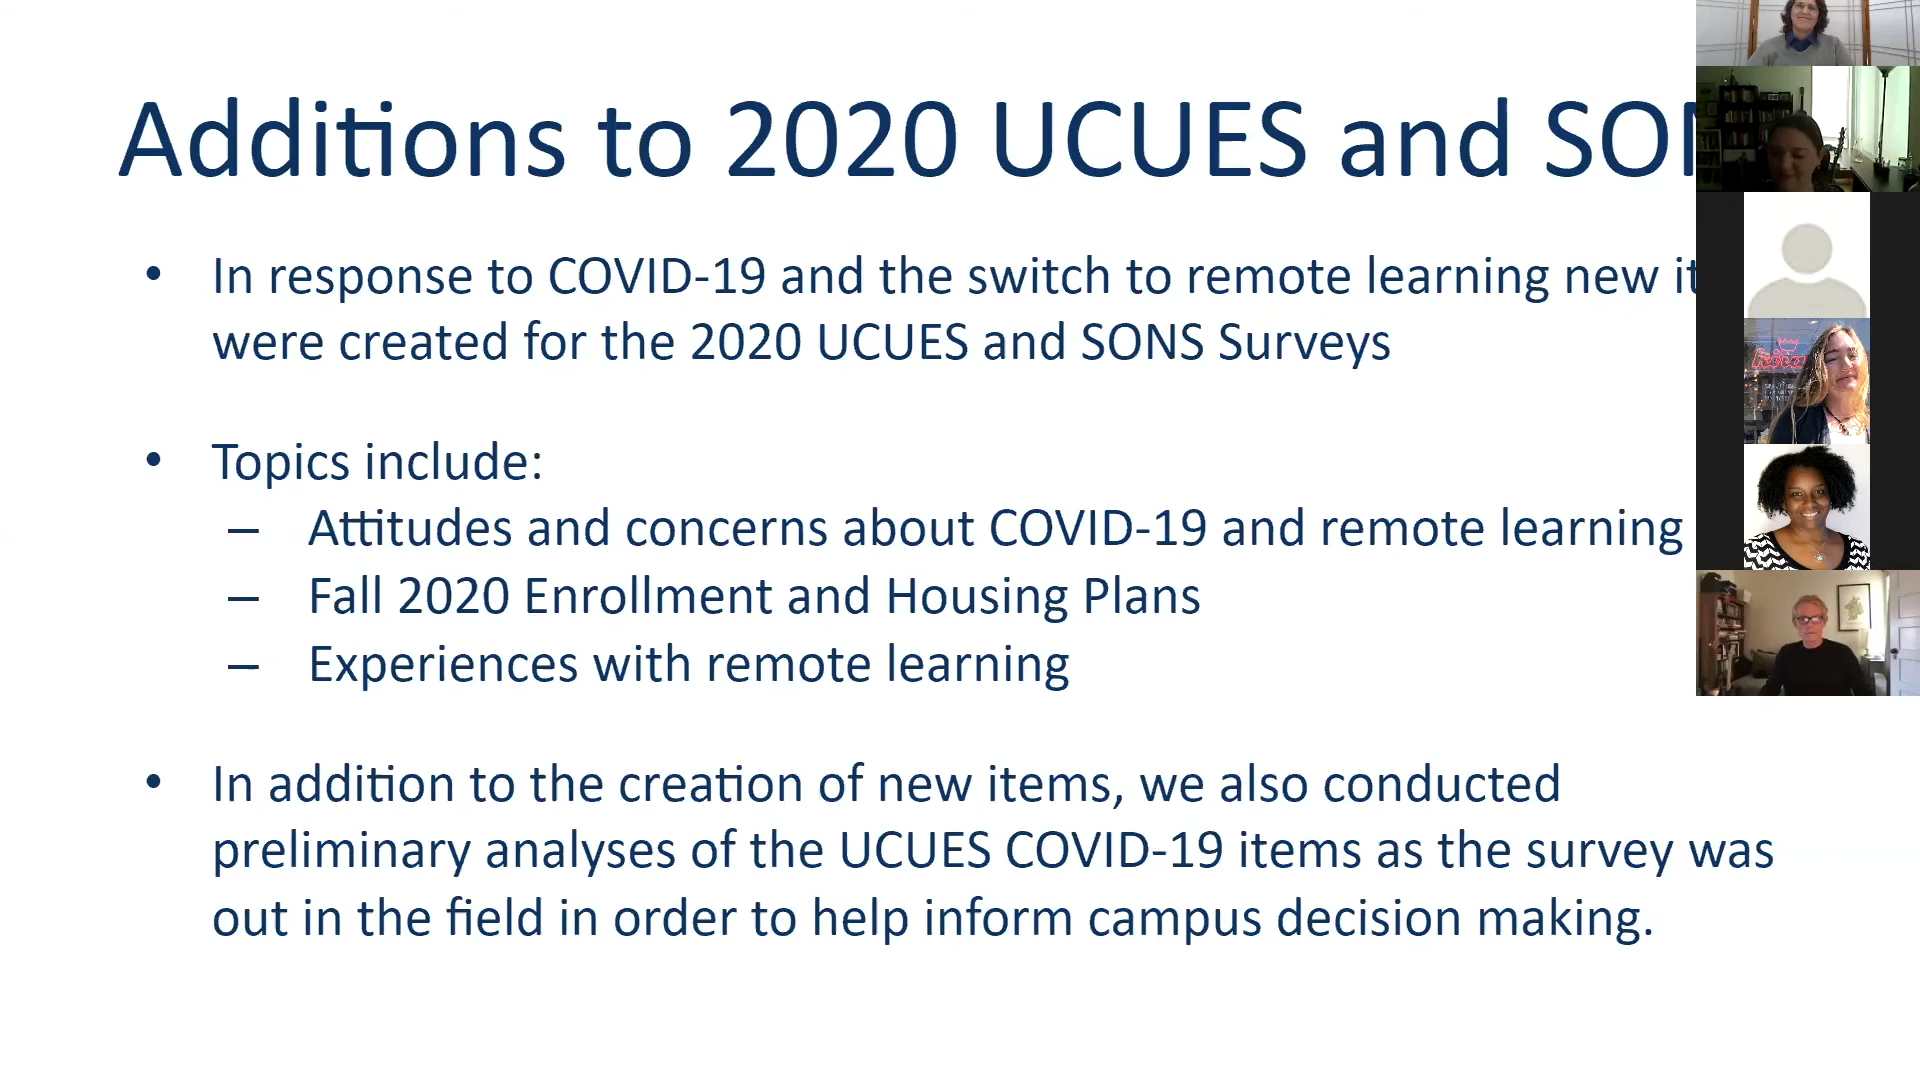 Additions to 2020 UCUES and SON
• In response to COVID-19 and the switch to remote learning new it
were created for the 2020 UCUES and SONS Surveys
• Topics include:
– Attitudes and concerns about COVID-19 and remote learning
– Fall 2020 Enrollment and Housing Plans
– Experiences with remote learning
• In addition to the creation of new items, we also conducted
preliminary analyses of the UCUES COVID-19 items as the survey was
out in the field in order to help inform campus decision making.